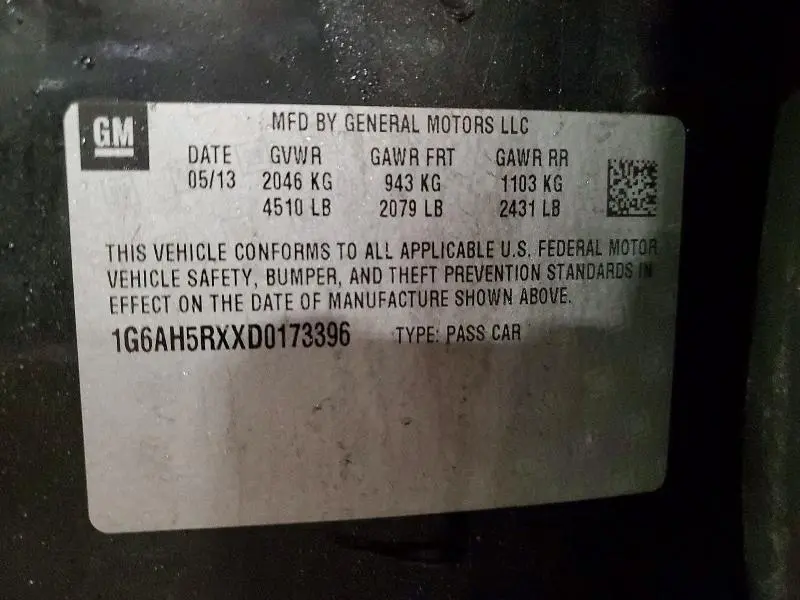 GM
MFD BY GENERAL MOTORS LLC
DATE GVWR GAWR FRT GAWR RR
05/13 2046 KG 943 KG 1103 KG
4510 LB 2079 LB 2431 LB
THIS VEHICLE CONFORMS TO ALL APPLICABLE U.S. FEDERAL MOTOR
VEHICLE SAFETY, BUMPER, AND THEFT PREVENTION STANDARDS IN
EFFECT ON THE DATE OF MANUFACTURE SHOWN ABOVE.
1G6AH5RXXD0173396 TYPE: PASS CAR